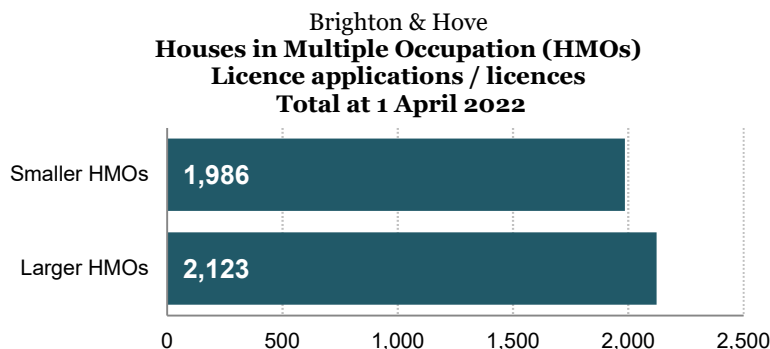 Brighton & Hove
Houses in Multiple Occupation (HMOs)
Licence applications / licences
Total at 1 April 2022
Smaller HMOs 1,986
Larger HMOs 2,123
0 500 1,000 1,500 2,000 2,500